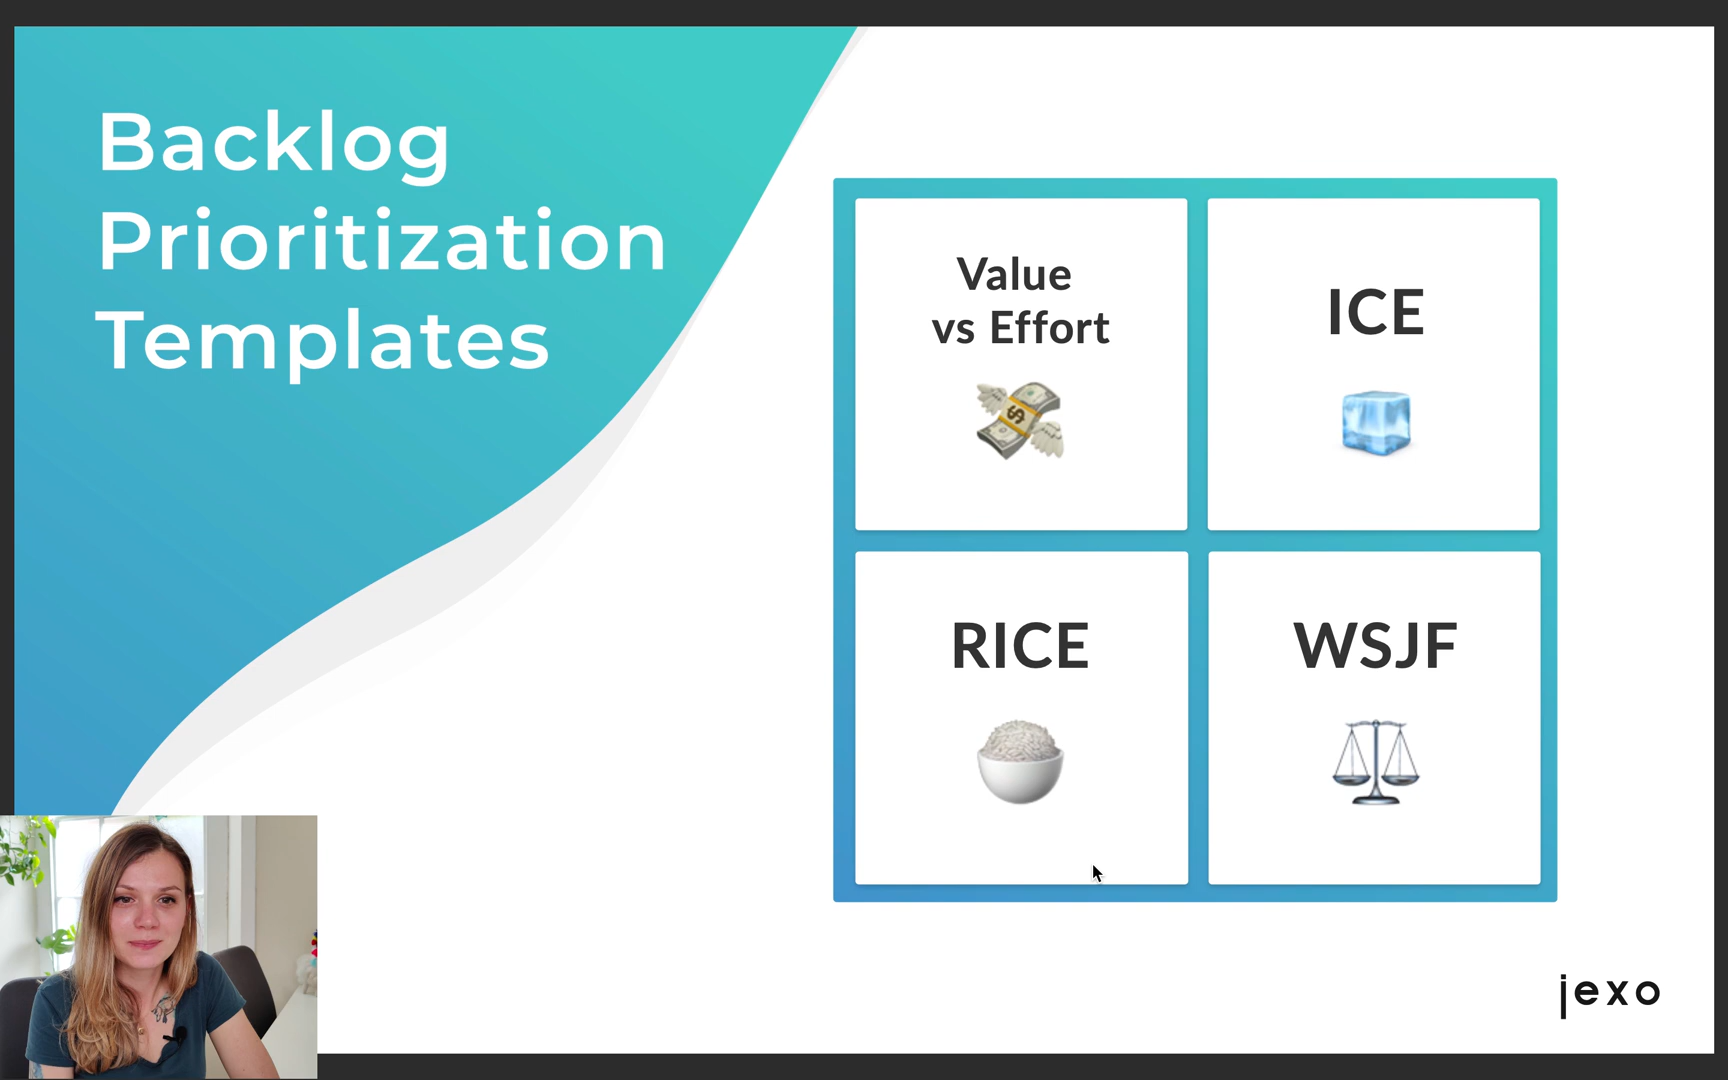 Backlog
Prioritization
Templates
Value
vs Effort
ICE
RICE
WSJF
jexo